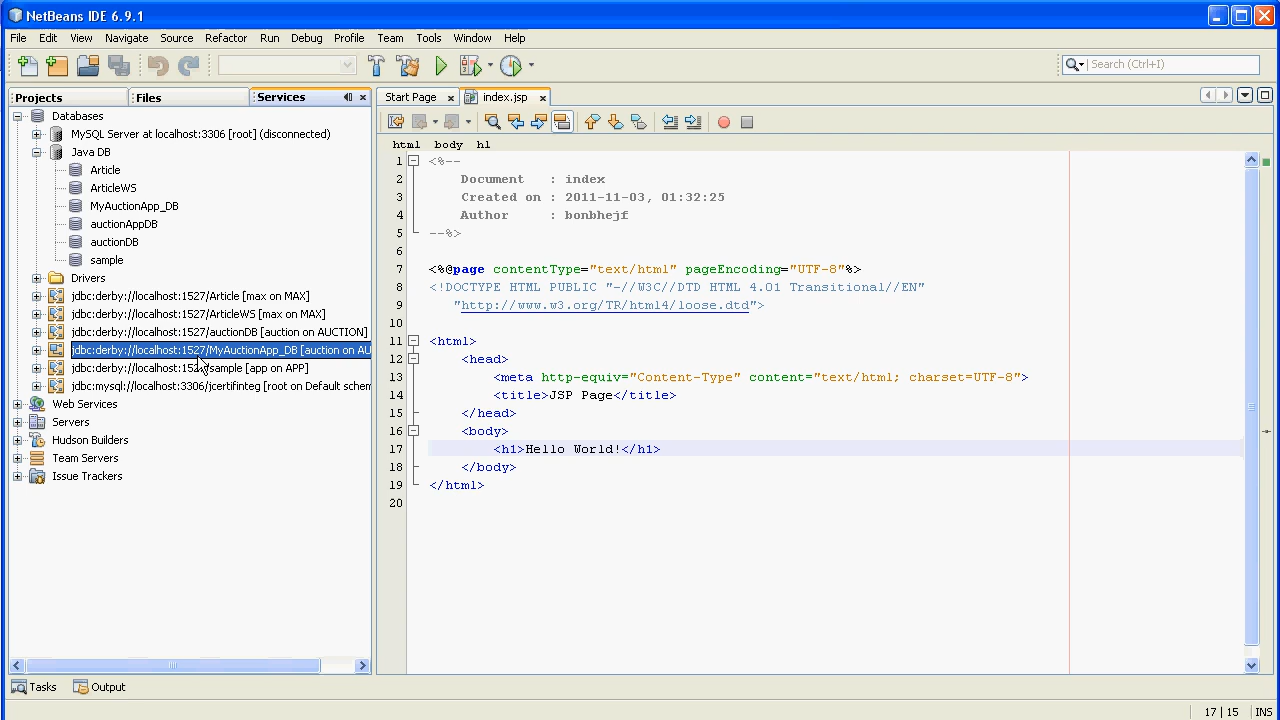 NetBeans IDE 6.9.1
File Edit View Navigate Source Refactor Run Debug Profile Team Tools Window Help
Search (Ctrl+I)
Projects Files Services
Start Page index.jsp
Databases
MySQL Server at localhost:3306 [root] (disconnected)
Java DB
Article
ArticleWS
MyAuctionApp_DB
auctionAppDB
auctionDB
sample
Drivers
jdbc:derby://localhost:1527/Article [max on MAX]
jdbc:derby://localhost:1527/ArticleWS [max on MAX]
jdbc:derby://localhost:1527/auctionDB [auction on AUCTION]
jdbc:derby://localhost:1527/MyAuctionApp_DB [auction on AU
jdbc:derby://localhost:1527/sample [app on APP]
jdbc:mysql://localhost:3306/jcertifinteg [root on Default schem
Web Services
Servers
Hudson Builders
Team Servers
Issue Trackers
html body h1
1 <%--
2 Document : index
3 Created on : 2011-11-03, 01:32:25
4 Author : bonbhejf
5 --%>
6
7 <%@page contentType="text/html" pageEncoding="UTF-8"%>
8 <!DOCTYPE HTML PUBLIC "-//W3C//DTD HTML 4.01 Transitional//EN"
9 "http://www.w3.org/TR/html4/loose.dtd">
10
11 <html>
12 <head>
13 <meta http-equiv="Content-Type" content="text/html; charset=UTF-8">
14 <title>JSP Page</title>
15 </head>
16 <body>
17 <h1>Hello World!</h1>
18 </body>
19 </html>
20
Tasks Output
17 | 15 INS